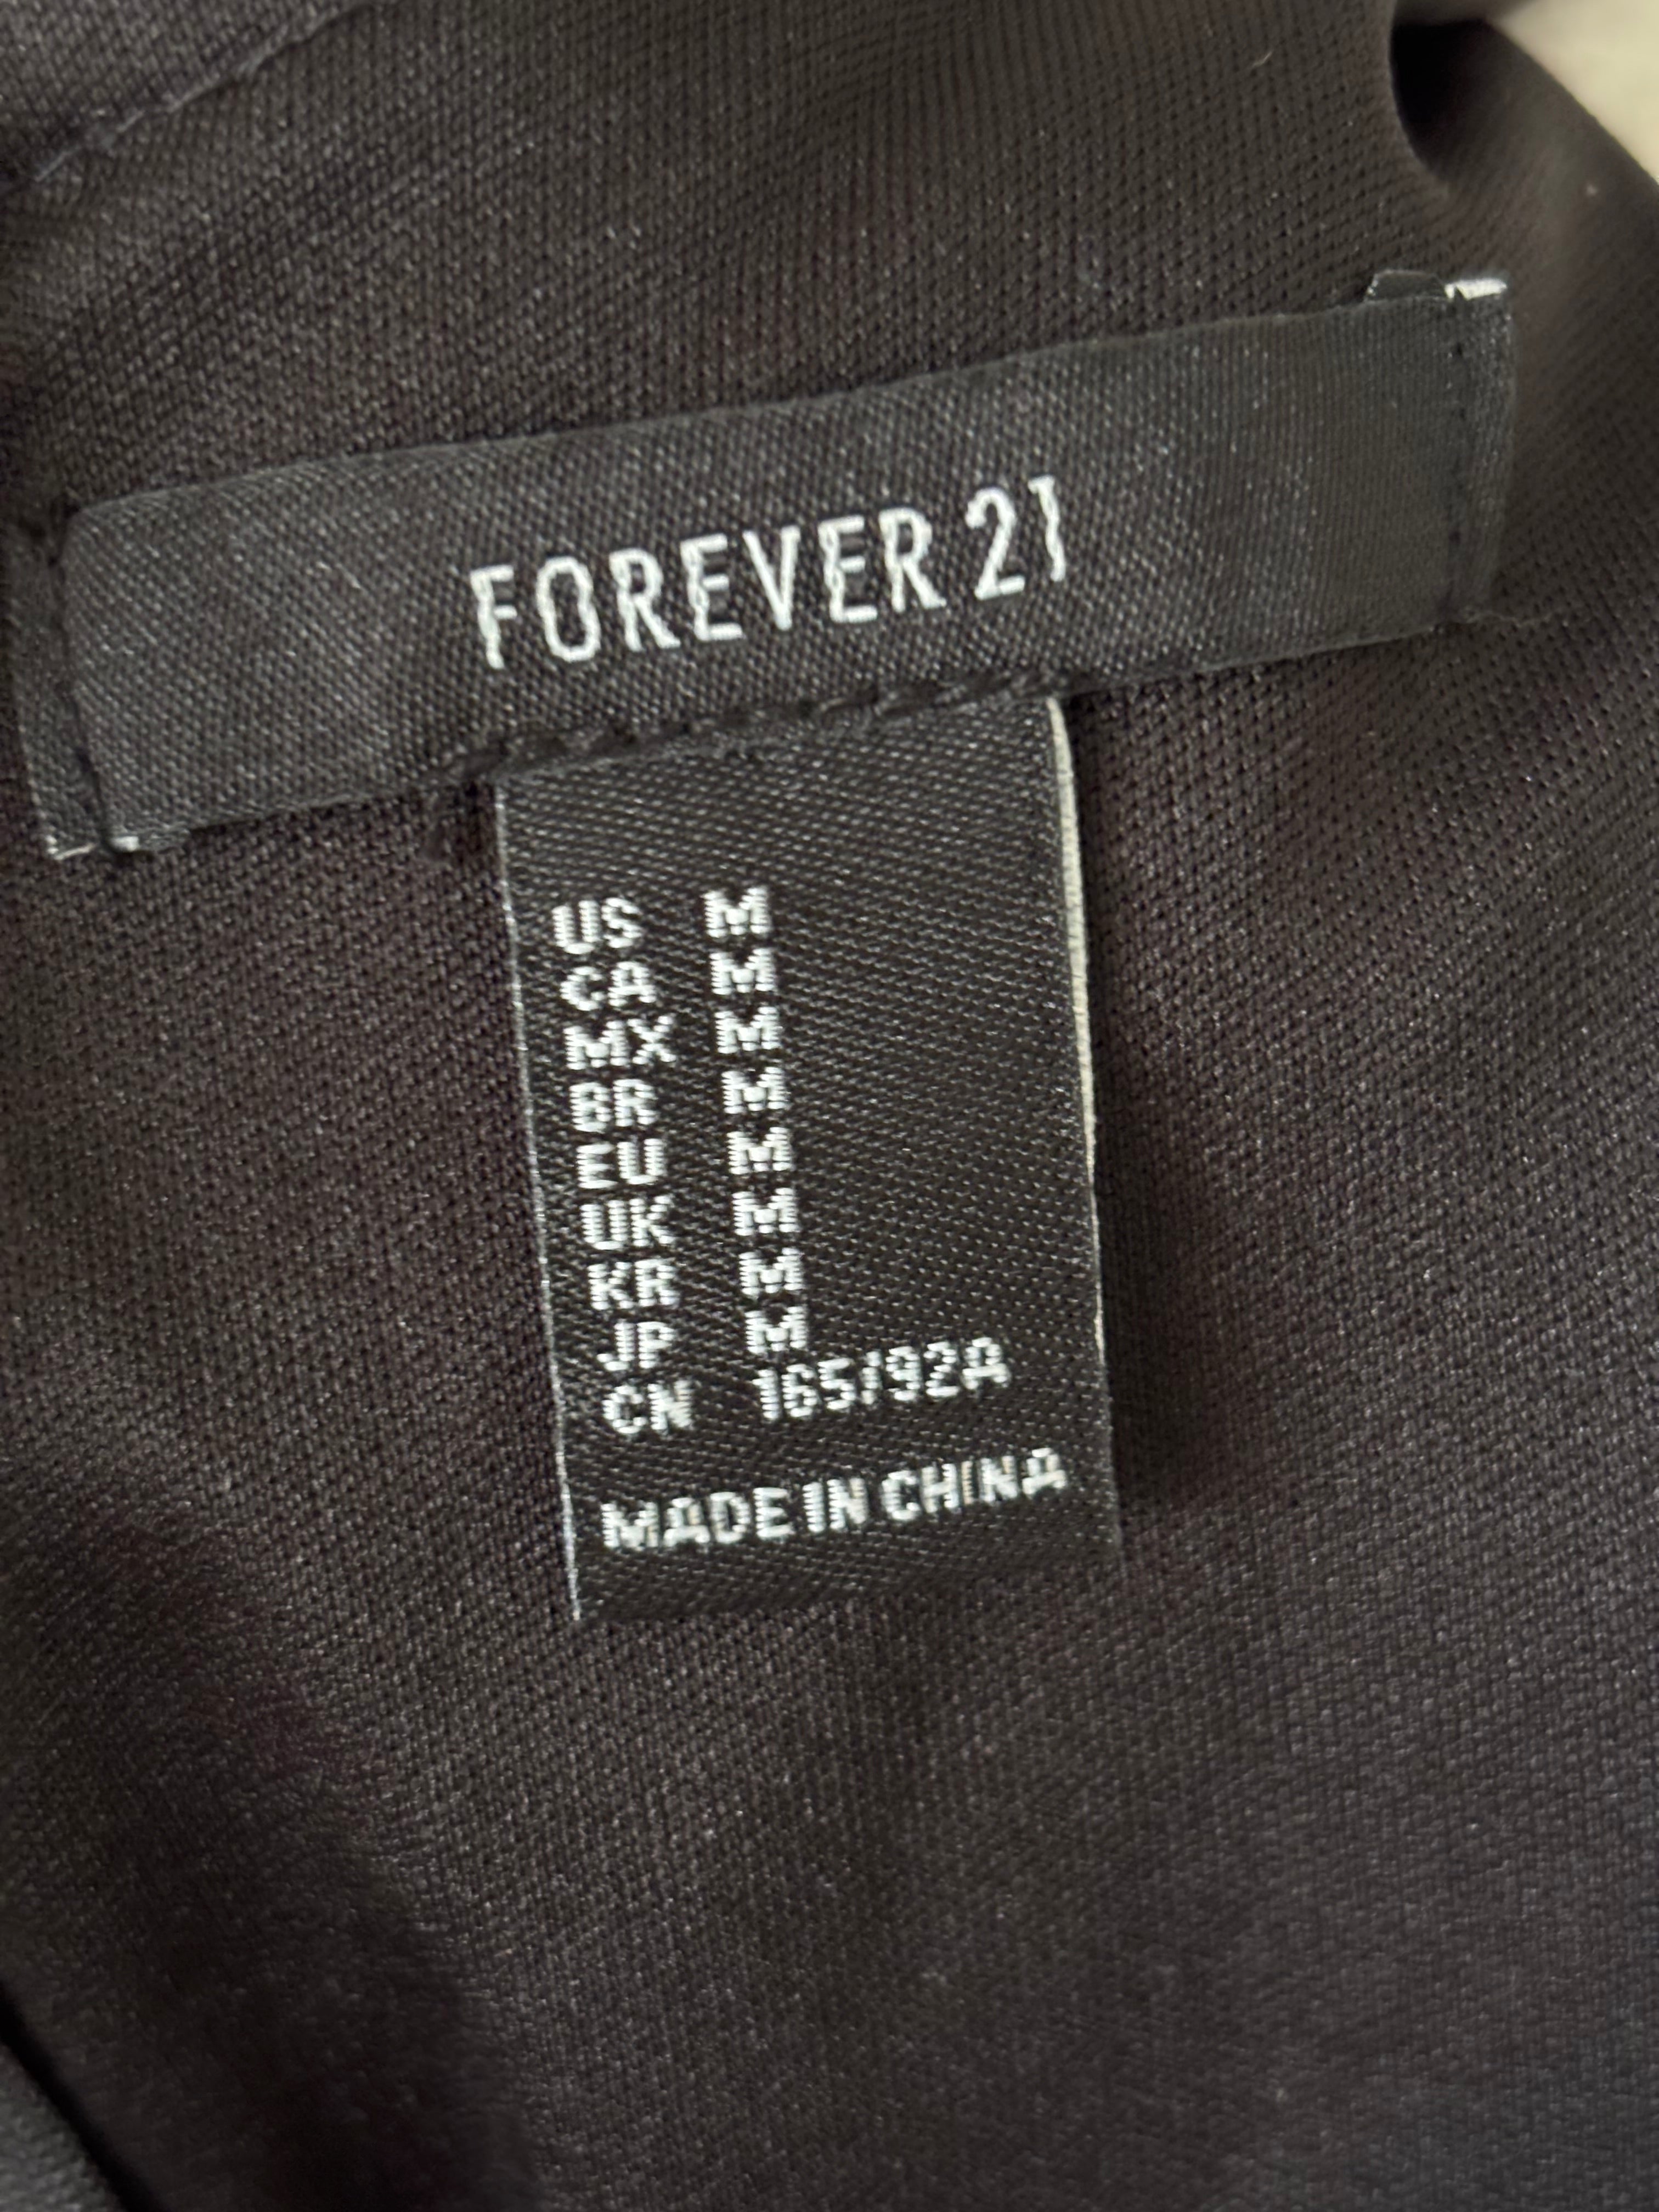 FOREVER 21
US M
CA M
MX M
BR M
EU M
UK M
KR M
JP M
CN 165/92A
MADE IN CHINA